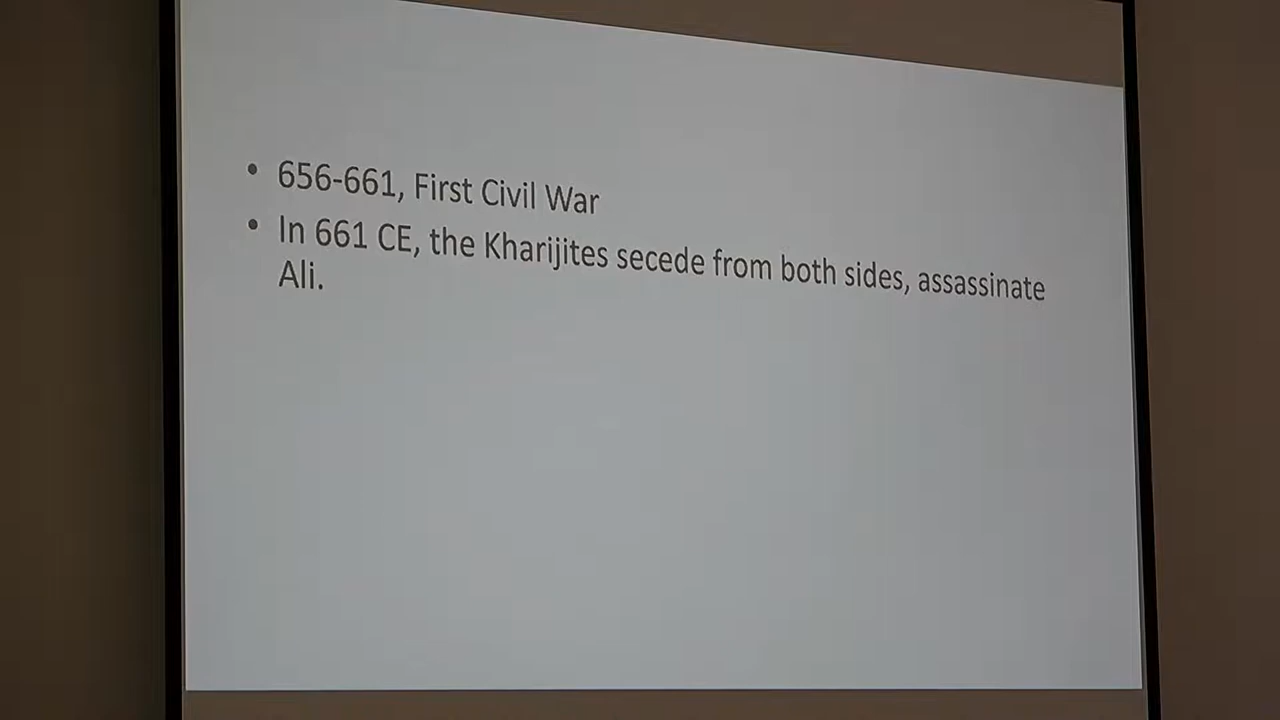 • 656-661, First Civil War
• In 661 CE, the Kharijites secede from both sides, assassinate
Ali.